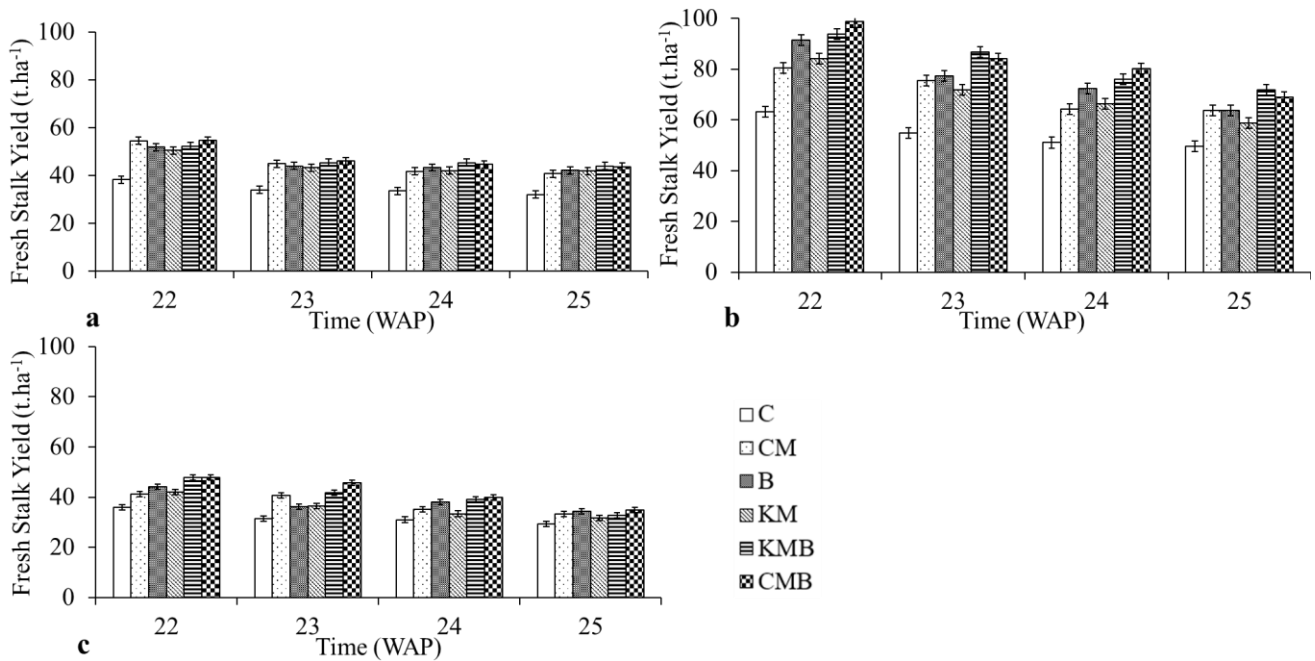 Fresh Stalk Yield (t.ha⁻¹)
100
80
60
40
20
0
22
23
24
25
a
Time (WAP)
Fresh Stalk Yield (t.ha⁻¹)
100
80
60
40
20
0
22
23
24
25
b
Time (WAP)
Fresh Stalk Yield (t.ha⁻¹)
100
80
60
40
20
0
22
23
24
25
c
Time (WAP)
C
CM
B
KM
KMB
CMB